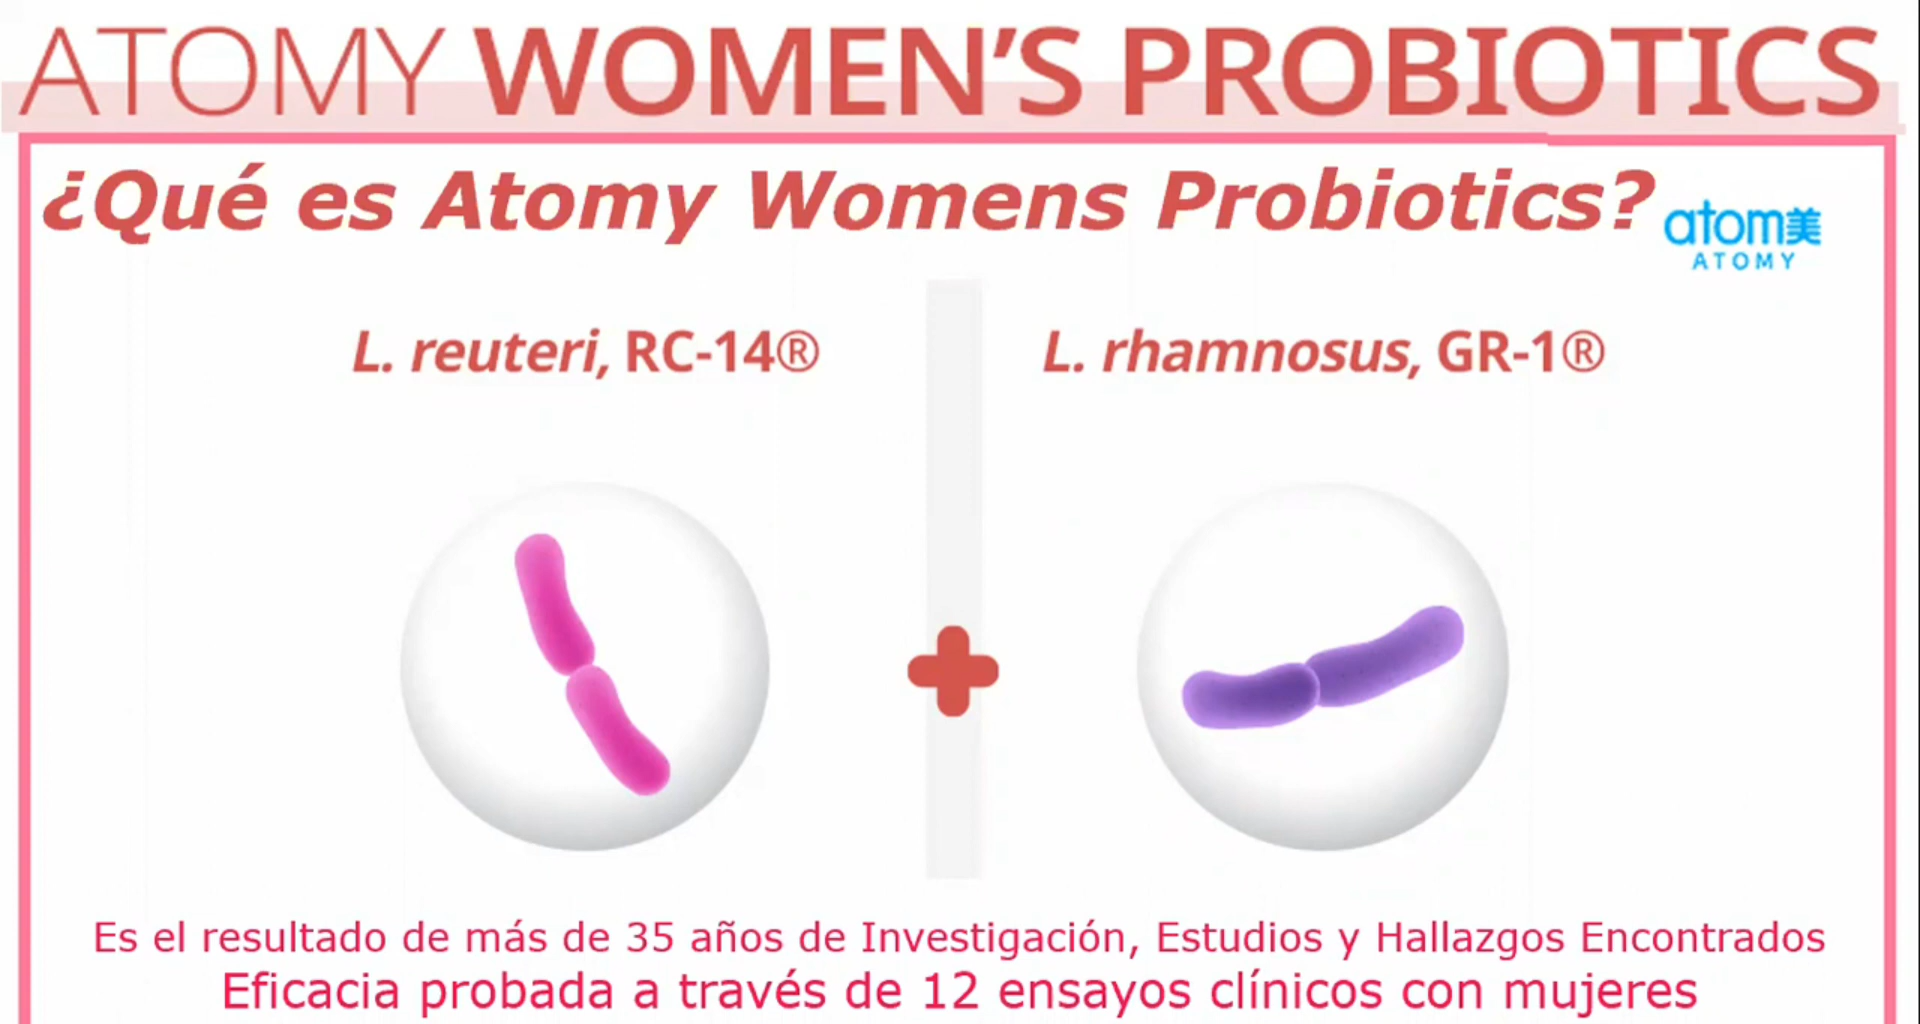 ATOMY WOMEN'S PROBIOTICS
¿Qué es Atomy Womens Probiotics?
atom美
ATOMY
L. reuteri, RC-14®
L. rhamnosus, GR-1®
Es el resultado de más de 35 años de Investigación, Estudios y Hallazgos Encontrados
Eficacia probada a través de 12 ensayos clínicos con mujeres